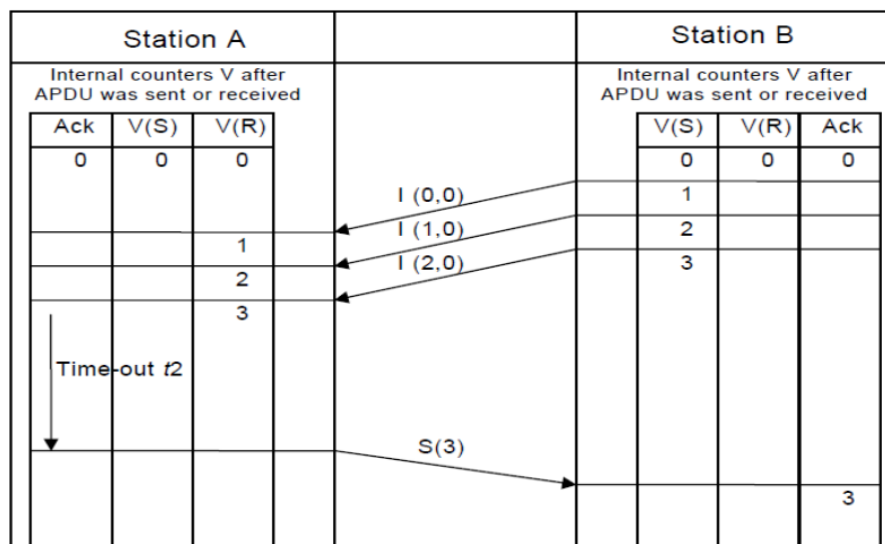 Station A
Station B
Internal counters V after
APDU was sent or received
Internal counters V after
APDU was sent or received
Ack V(S) V(R)
V(S) V(R) Ack
0 0 0
0 0 0
I (0,0)
1
I (1,0)
1
2
I (2,0)
2
3
3
Time-out t2
S(3)
3